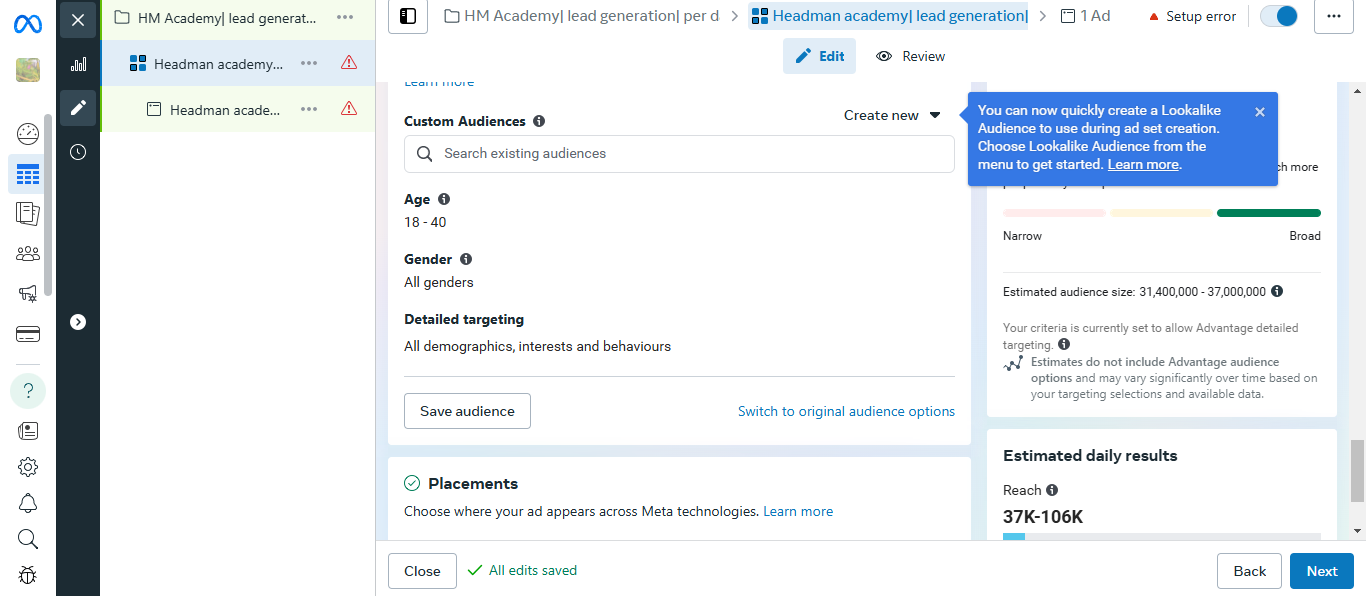 HM Academy| lead generat...
HM Academy| lead generation| per d
Headman academy| lead generation|
1 Ad
Setup error
Headman academy...
Edit
Review
Headman acade...
Learn more
Custom Audiences
Create new
Search existing audiences
You can now quickly create a Lookalike
Audience to use during ad set creation.
Choose Lookalike Audience from the
menu to get started. Learn more.
Age
18 - 40
Gender
All genders
Detailed targeting
All demographics, interests and behaviours
Save audience
Switch to original audience options
Placements
Choose where your ad appears across Meta technologies. Learn more
more
Narrow
Broad
Estimated audience size: 31,400,000 - 37,000,000
Your criteria is currently set to allow Advantage detailed
targeting.
Estimates do not include Advantage audience
options and may vary significantly over time based on
your targeting selections and available data.
Estimated daily results
Reach
37K-106K
Close
All edits saved
Back
Next